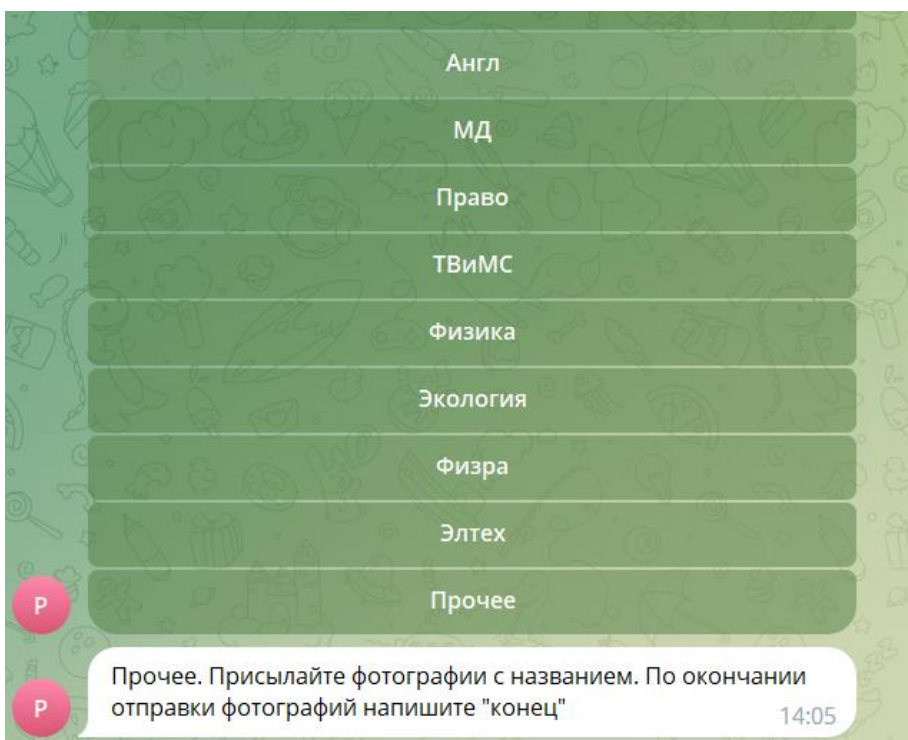 Англ
МД
Право
ТВиМС
Физика
Экология
Физра
Элтех
Прочее
P
Прочее. Присылайте фотографии с названием. По окончании
отправки фотографий напишите "конец"
14:05
P